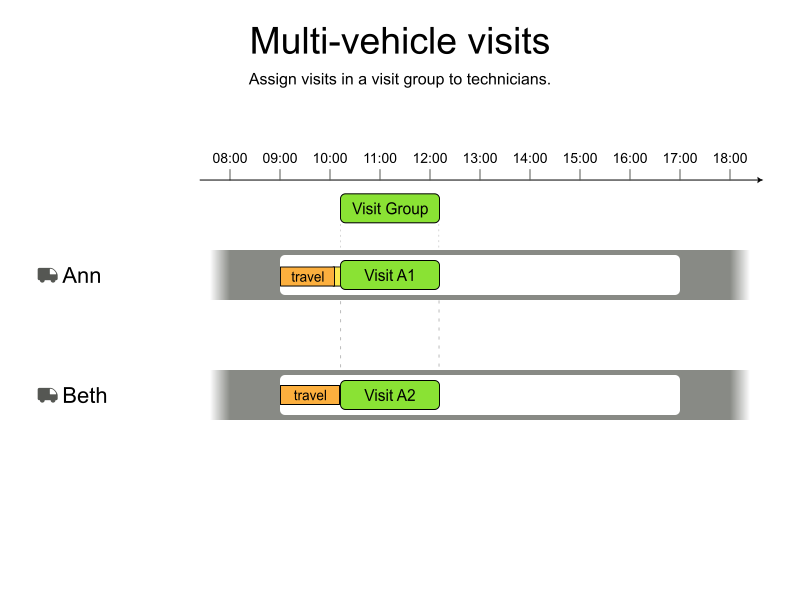 Multi-vehicle visits
Assign visits in a visit group to technicians.
08:00 09:00 10:00 11:00 12:00 13:00 14:00 15:00 16:00 17:00 18:00
Visit Group
Ann travel Visit A1
Beth travel Visit A2